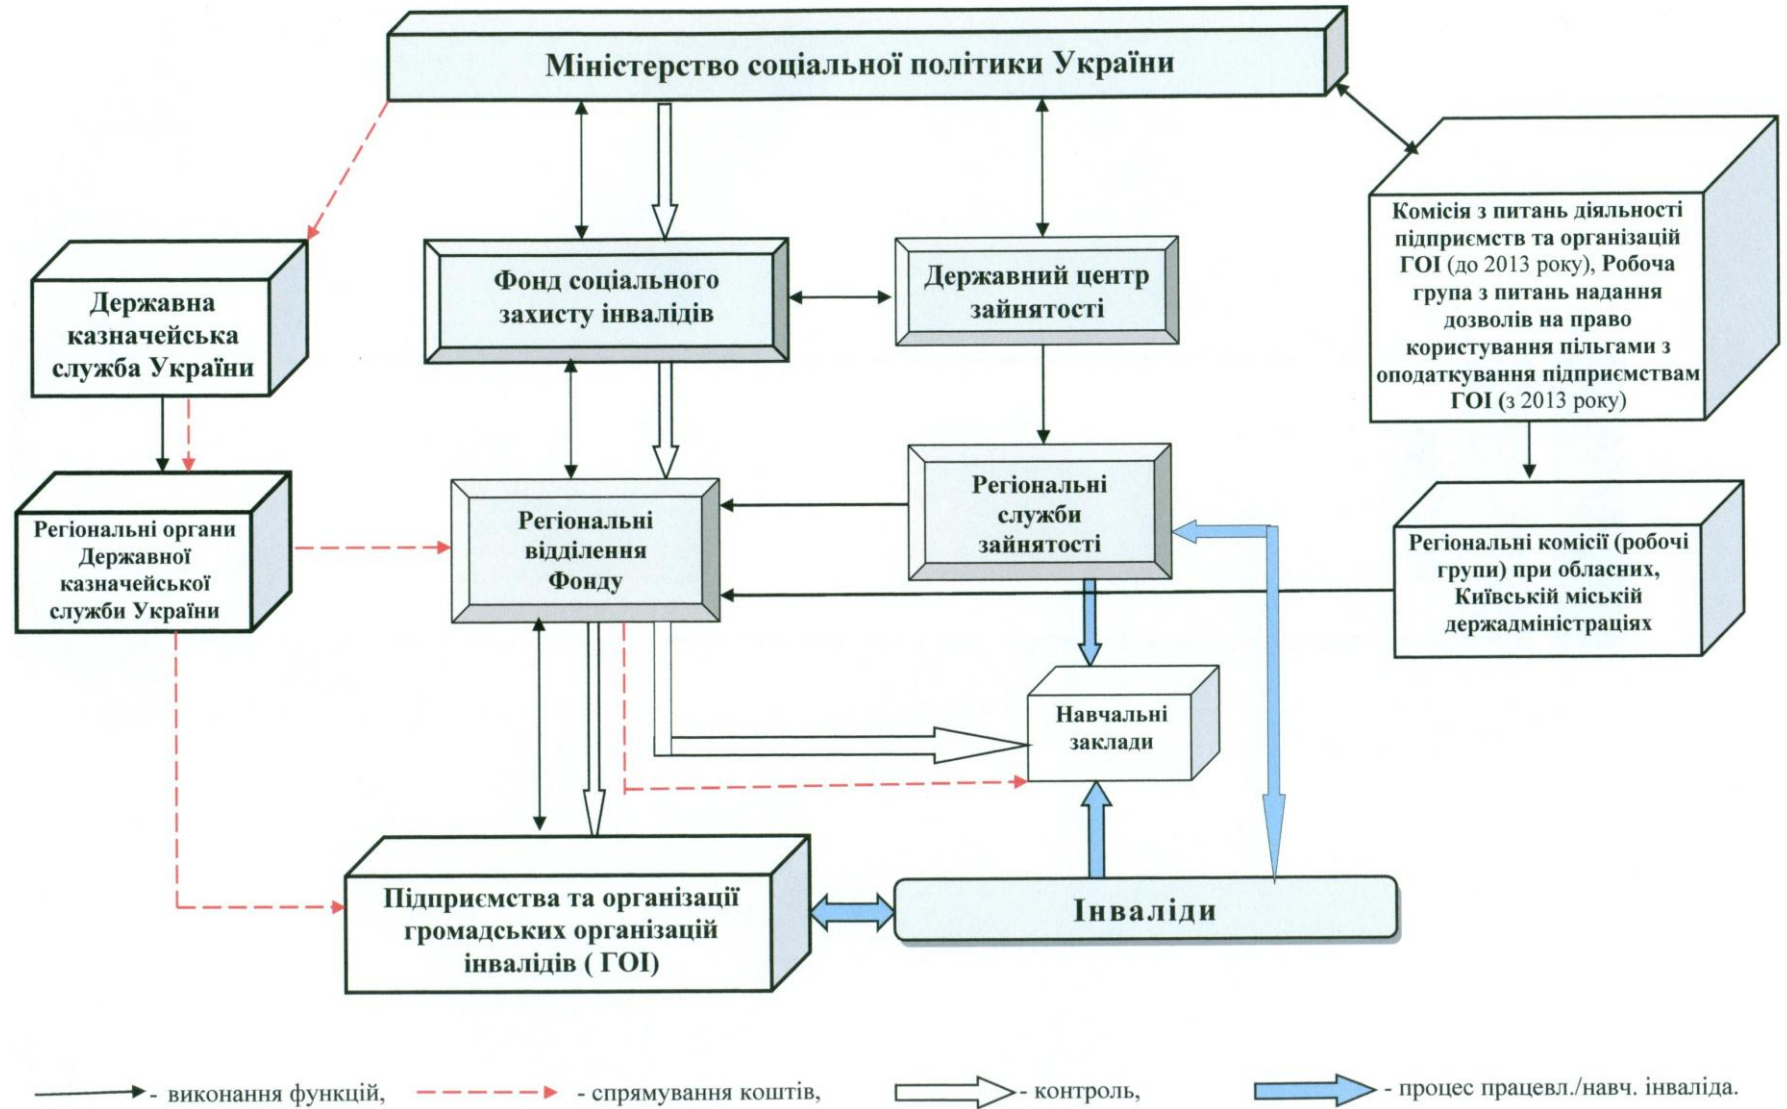 Міністерство соціальної політики України
Комісія з питань діяльності
підприємств та організацій
ГОІ (до 2013 року), Робоча
група з питань надання
дозволів на право
користування пільгами з
оподаткування підприємствам
ГОІ (з 2013 року)
Державна
казначейська
служба України
Фонд соціального
захисту інвалідів
Державний центр
зайнятості
Регіональні органи
Державної
казначейської
служби України
Регіональні
відділення
Фонду
Регіональні
служби
зайнятості
Регіональні комісії (робочі
групи) при обласних,
Київській міській
держадміністраціях
Навчальні
заклади
Підприємства та організації
громадських організацій
інвалідів ( ГОІ)
Інваліди
- виконання функцій,
- спрямування коштів,
- контроль,
- процес працевл./навч. інваліда.